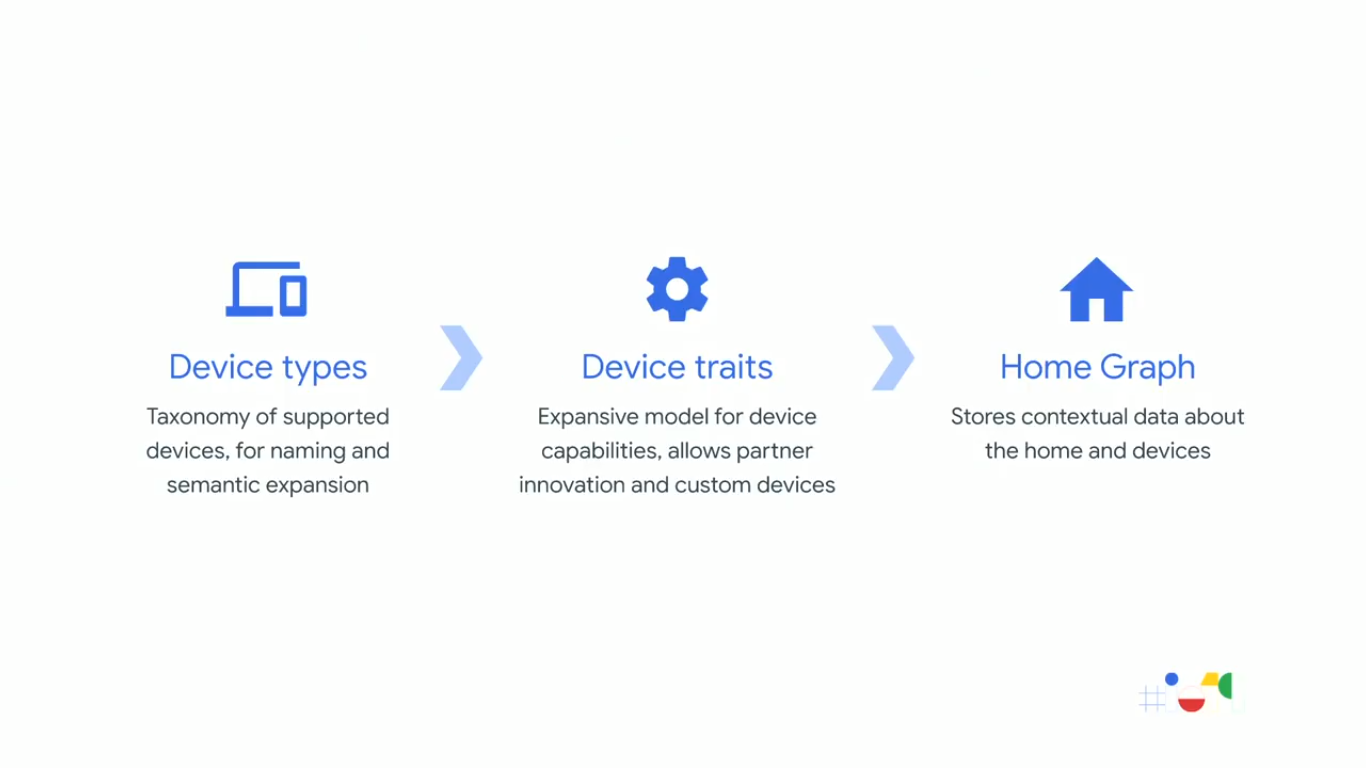 Device types
Taxonomy of supported
devices, for naming and
semantic expansion
Device traits
Expansive model for device
capabilities, allows partner
innovation and custom devices
Home Graph
Stores contextual data about
the home and devices